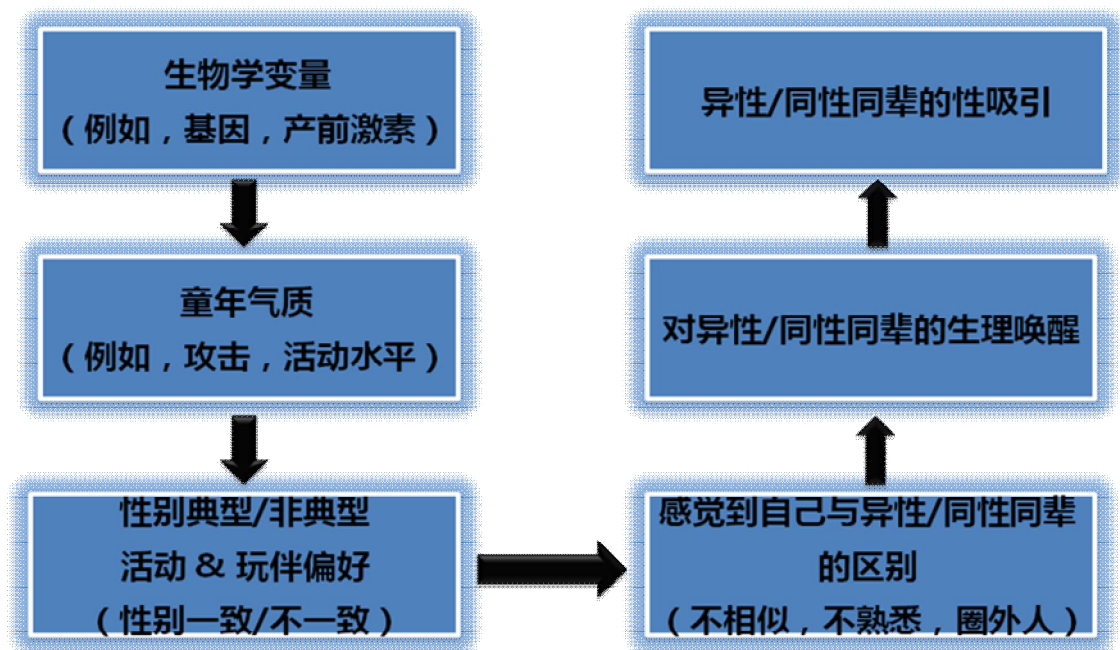 生物学变量
（例如，基因，产前激素）
童年气质
（例如，攻击，活动水平）
性别典型/非典型
活动 & 玩伴偏好
（性别一致/不一致）
感觉到自己与异性/同性同辈
的区别
（不相似，不熟悉，圈外人）
对异性/同性同辈的生理唤醒
异性/同性同辈的性吸引